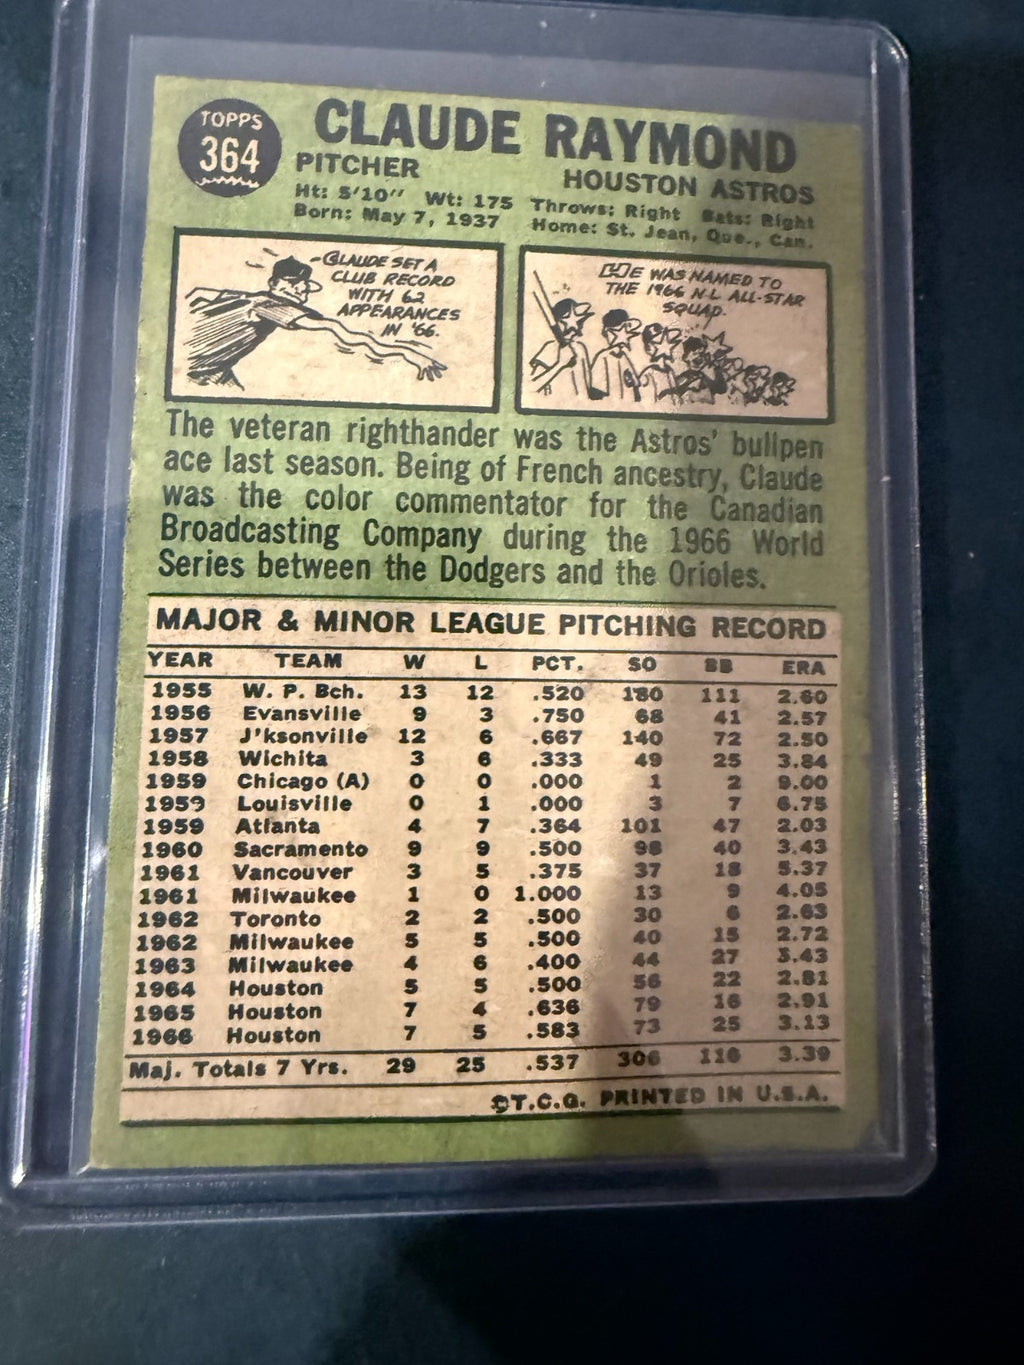 TOPPS
364
CLAUDE RAYMOND
PITCHER HOUSTON ASTROS
Ht: 5'10" Wt: 175 Throws: Right Bats: Right
Born: May 7, 1937 Home: St. Jean, Que., Can.
CLAUDE SET A
CLUB RECORD
WITH 62
APPEARANCES
IN '66.
HE WAS NAMED TO
THE 1966 N.L. ALL-STAR
SQUAD.
The veteran righthander was the Astros' bullpen
ace last season. Being of French ancestry, Claude
was the color commentator for the Canadian
Broadcasting Company during the 1966 World
Series between the Dodgers and the Orioles.
MAJOR & MINOR LEAGUE PITCHING RECORD
YEAR TEAM W L PCT. SO BB ERA
1955 W. P. Bch. 13 12 .520 180 111 2.60
1956 Evansville 9 3 .750 68 41 2.57
1957 J'ksonville 12 6 .667 140 72 2.50
1958 Wichita 3 6 .333 49 25 3.84
1959 Chicago (A) 0 0 .000 1 2 9.00
1959 Louisville 0 1 .000 3 7 6.75
1959 Atlanta 4 7 .364 101 47 2.03
1960 Sacramento 9 9 .500 98 40 3.43
1961 Vancouver 3 5 .375 37 18 5.37
1961 Milwaukee 1 0 1.000 13 9 4.05
1962 Toronto 2 2 .500 30 6 2.63
1962 Milwaukee 5 5 .500 40 15 2.72
1963 Milwaukee 4 6 .400 44 27 3.43
1964 Houston 5 5 .500 56 22 2.81
1965 Houston 7 4 .636 79 16 2.91
1966 Houston 7 5 .583 73 25 3.13
Maj. Totals 7 Yrs. 29 25 .537 306 116 3.39
©T.C.G. PRINTED IN U.S.A.